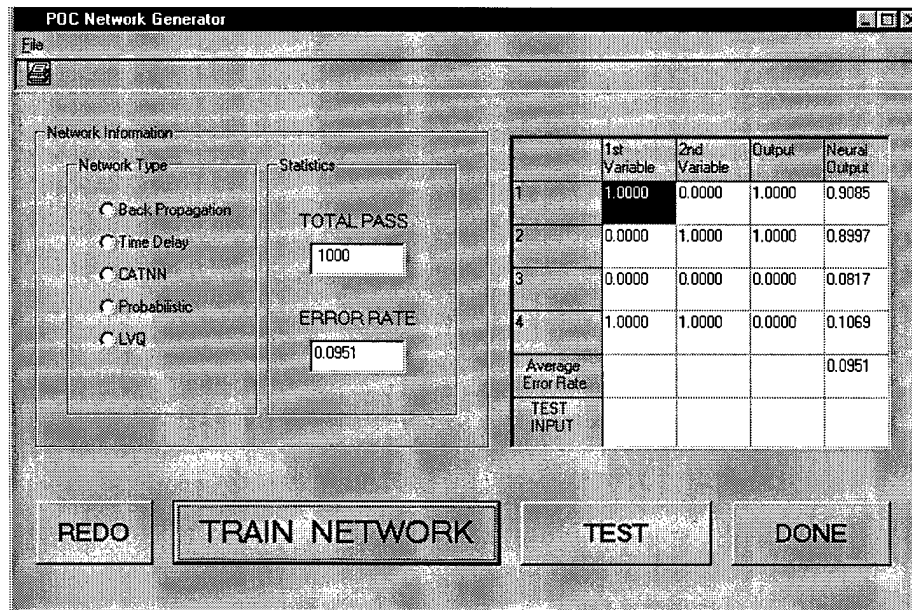 POC Network Generator
File
Network Information
Network Type
Back Propagation
Time Delay
CATNN
Probabilistic
LVQ
Statistics
TOTAL PASS
1000
ERROR RATE
0.0951
1st Variable 2nd Variable Output Neural Output
1 1.0000 0.0000 1.0000 0.9085
2 0.0000 1.0000 1.0000 0.8997
3 0.0000 0.0000 0.0000 0.0817
4 1.0000 1.0000 0.0000 0.1069
Average Error Rate 0.0951
TEST INPUT
REDO TRAIN NETWORK TEST DONE